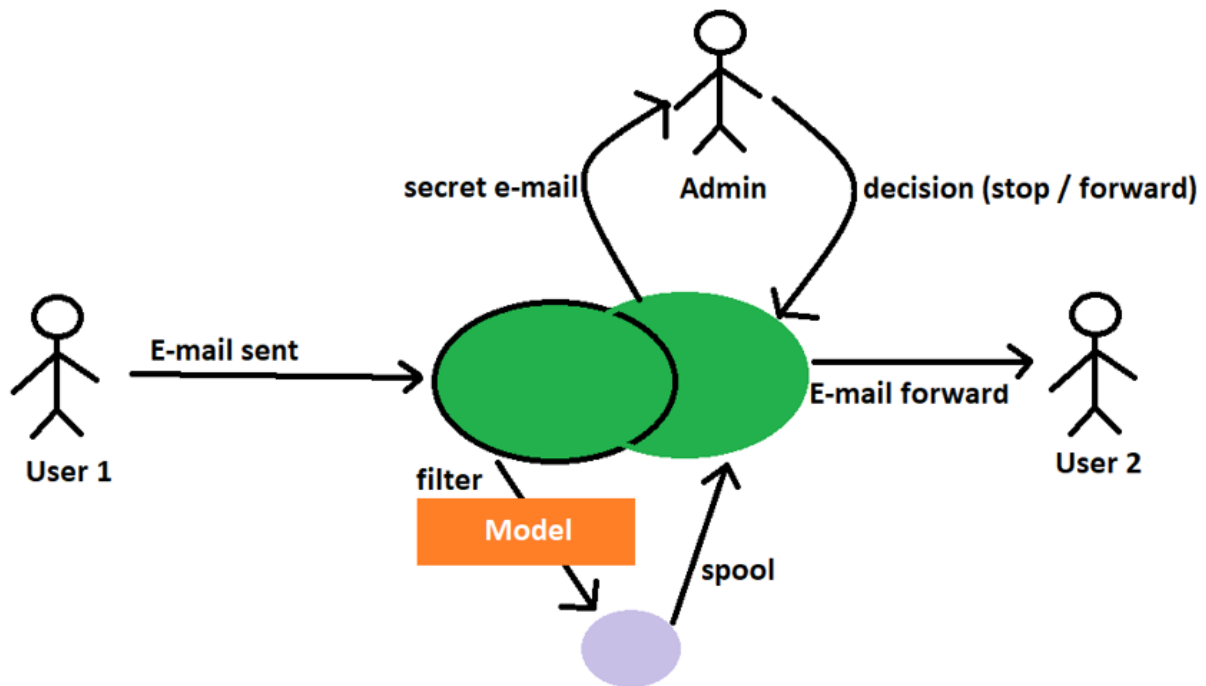 secret e-mail
Admin
decision (stop / forward)
E-mail sent
E-mail forward
User 1
User 2
filter
Model
spool